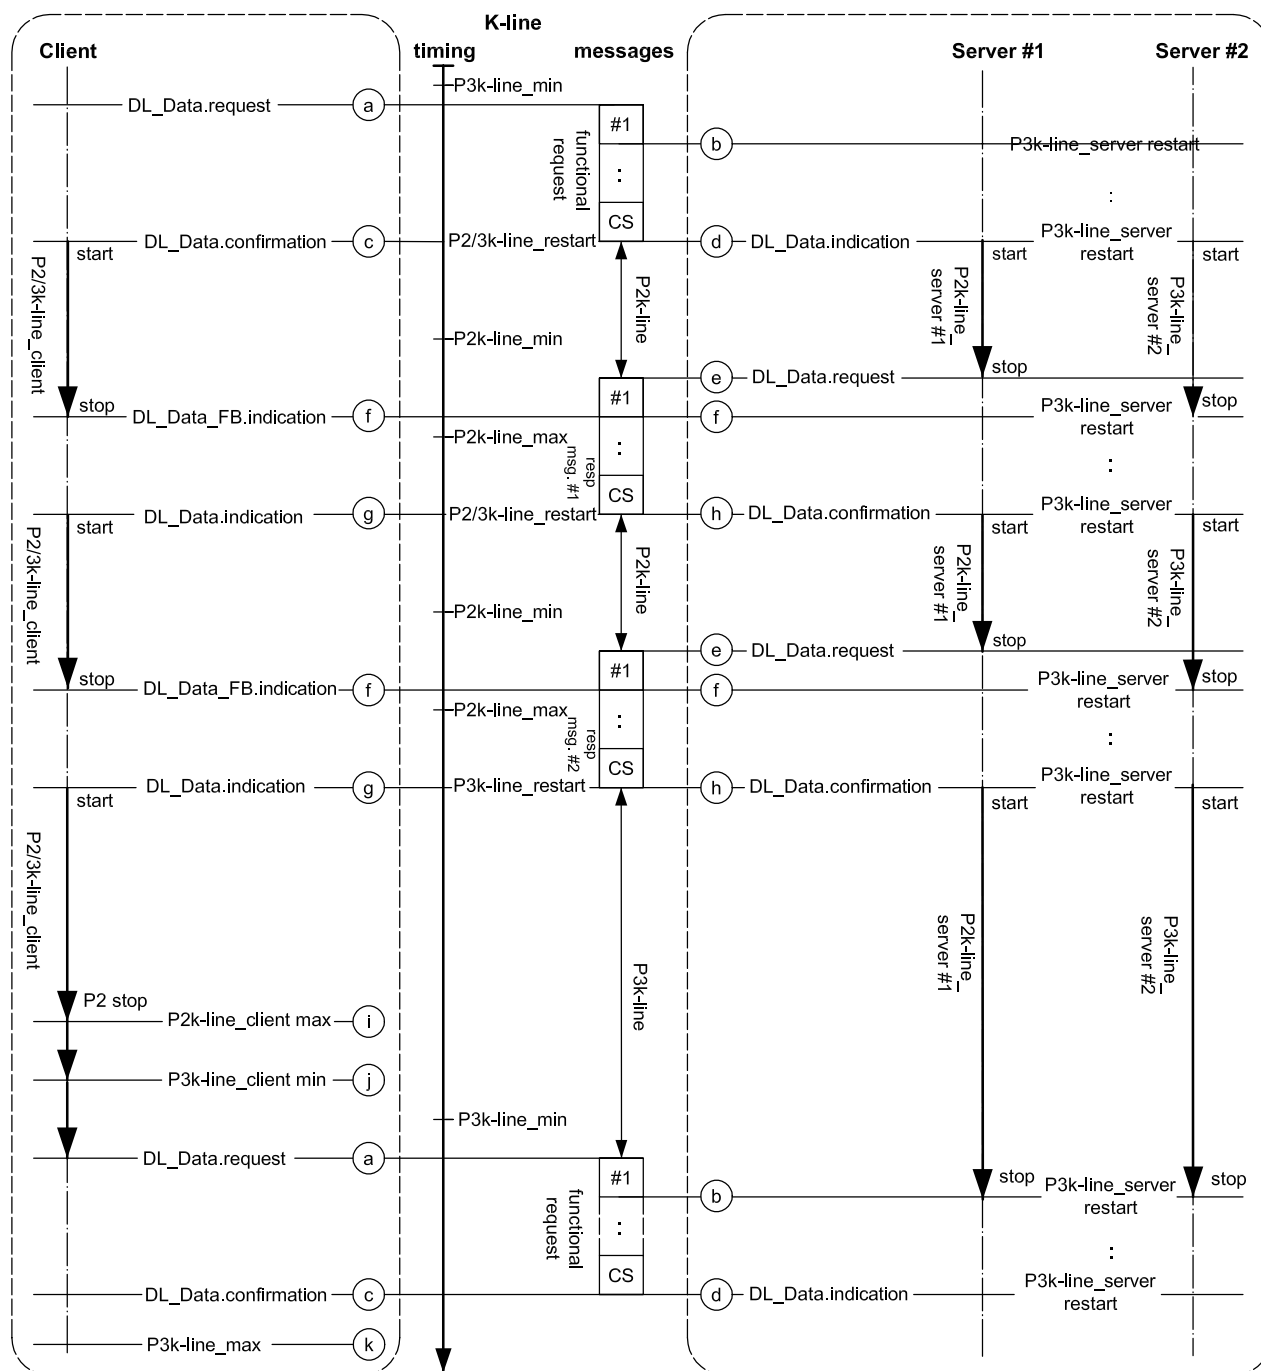 K-line
Client
timing
messages
Server #1
Server #2
P3k-line_min
DL_Data.request
a
#1
functional
request
b
P3k-line_server restart
:
:
CS
DL_Data.confirmation
c
P2/3k-line_restart
d
DL_Data.indication
P3k-line_server
restart
start
start
start
P2/3k-line_client
P2k-line
P2k-line_
server #1
P3k-line_
server #2
P2k-line_min
stop
e
DL_Data.request
#1
stop
DL_Data_FB.indication
f
f
P3k-line_server
restart
stop
P2k-line_max
resp
msg. #1
:
:
CS
DL_Data.indication
g
P2/3k-line_restart
h
DL_Data.confirmation
P3k-line_server
restart
start
start
start
P2/3k-line_client
P2k-line
P2k-line_
server #1
P3k-line_
server #2
P2k-line_min
stop
e
DL_Data.request
#1
stop
DL_Data_FB.indication
f
f
P3k-line_server
restart
stop
P2k-line_max
resp
msg. #2
:
:
CS
DL_Data.indication
g
P3k-line_restart
h
DL_Data.confirmation
P3k-line_server
restart
start
start
start
P2/3k-line_client
P2k-line_
server #1
P3k-line_
server #2
P3k-line
P2 stop
P2k-line_client max
i
P3k-line_client min
j
P3k-line_min
DL_Data.request
a
#1
functional
request
b
stop
P3k-line_server
restart
stop
:
:
CS
DL_Data.confirmation
c
d
DL_Data.indication
P3k-line_server
restart
P3k-line_max
k